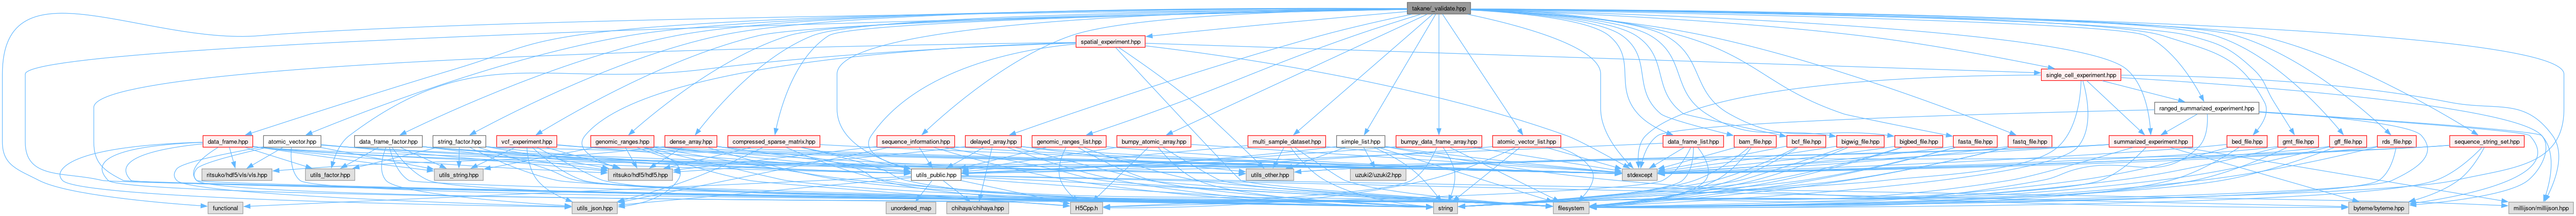 takane/_validate.hpp
spatial_experiment.hpp
single_cell_experiment.hpp
ranged_summarized_experiment.hpp
data_frame.hpp
atomic_vector.hpp
data_frame_factor.hpp
string_factor.hpp
vcf_experiment.hpp
genomic_ranges.hpp
dense_array.hpp
compressed_sparse_matrix.hpp
sequence_information.hpp
delayed_array.hpp
genomic_ranges_list.hpp
bumpy_atomic_array.hpp
multi_sample_dataset.hpp
simple_list.hpp
bumpy_data_frame_array.hpp
atomic_vector_list.hpp
data_frame_list.hpp
bam_file.hpp
bcf_file.hpp
bigwig_file.hpp
bigbed_file.hpp
fasta_file.hpp
fastq_file.hpp
summarized_experiment.hpp
bed_file.hpp
gmt_file.hpp
gff_file.hpp
rds_file.hpp
sequence_string_set.hpp
ritsuko/hdf5/vls/vls.hpp
utils_factor.hpp
utils_string.hpp
ritsuko/hdf5/hdf5.hpp
utils_public.hpp
utils_other.hpp
uzuki2/uzuki2.hpp
stdexcept
functional
utils_json.hpp
unordered_map
chihaya/chihaya.hpp
H5Cpp.h
string
filesystem
byteme/byteme.hpp
millijson/millijson.hpp